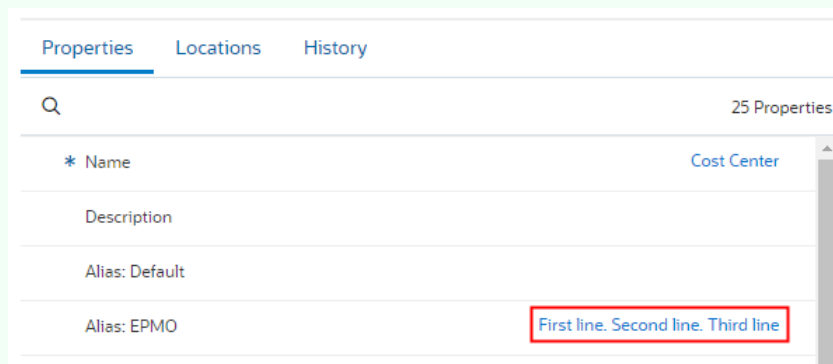 Properties Locations History
25 Properties
* Name Cost Center
Description
Alias: Default
Alias: EPMO First line. Second line. Third line